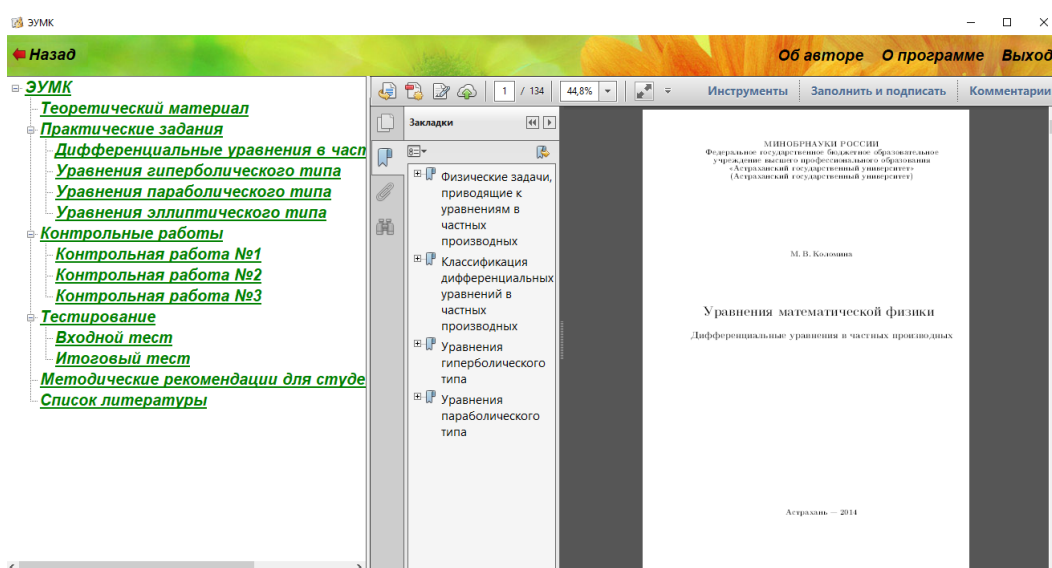 ЭУМК
Назад
Об авторе О программе Выход
ЭУМК
Теоретический материал
Практические задания
Дифференциальные уравнения в част
Уравнения гиперболического типа
Уравнения параболического типа
Уравнения эллиптического типа
Контрольные работы
Контрольная работа №1
Контрольная работа №2
Контрольная работа №3
Тестирование
Входной тест
Итоговый тест
Методические рекомендации для студе
Список литературы
1 / 134 44,8% Инструменты Заполнить и подписать Комментарии
Закладки
Физические задачи,
приводящие к
уравнениям в
частных
производных
Классификация
дифференциальных
уравнений в
частных
производных
Уравнения
гиперболического
типа
Уравнения
параболического
типа
МИНОБРНАУКИ РОССИИ
Федеральное государственное бюджетное образовательное
учреждение высшего профессионального образования
«Астраханский государственный университет»
(Астраханский государственный университет)
М. В. Коломина
Уравнения математической физики
Дифференциальные уравнения в частных производных
Астрахань — 2014